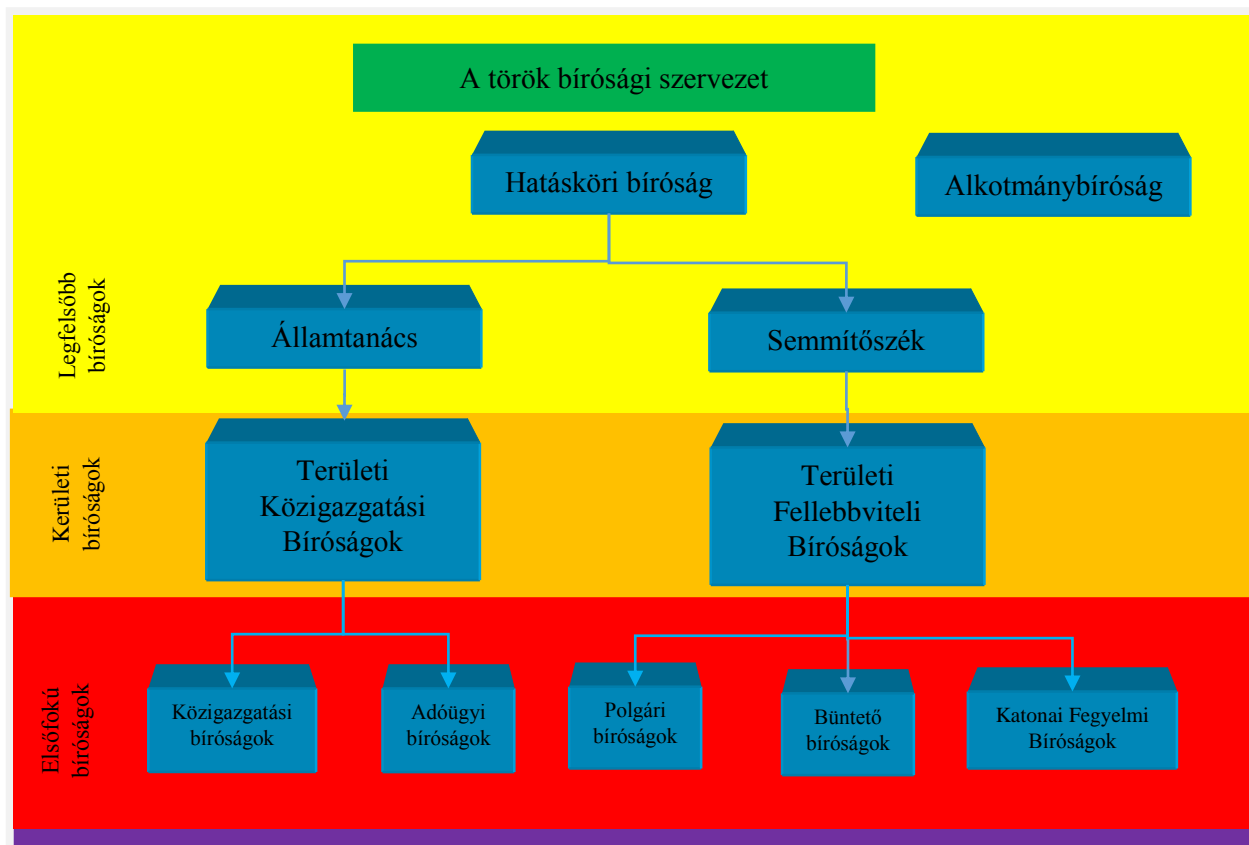 A török bírósági szervezet
Hatásköri bíróság
Alkotmánybíróság
Legfelsőbb
bíróságok
Államtanács
Semmítőszék
Kerületi
bíróságok
Területi
Közigazgatási
Bíróságok
Területi
Fellebbviteli
Bíróságok
Elsőfokú
bíróságok
Közigazgatási
bíróságok
Adóügyi
bíróságok
Polgári
bíróságok
Büntető
bíróságok
Katonai Fegyelmi
Bíróságok